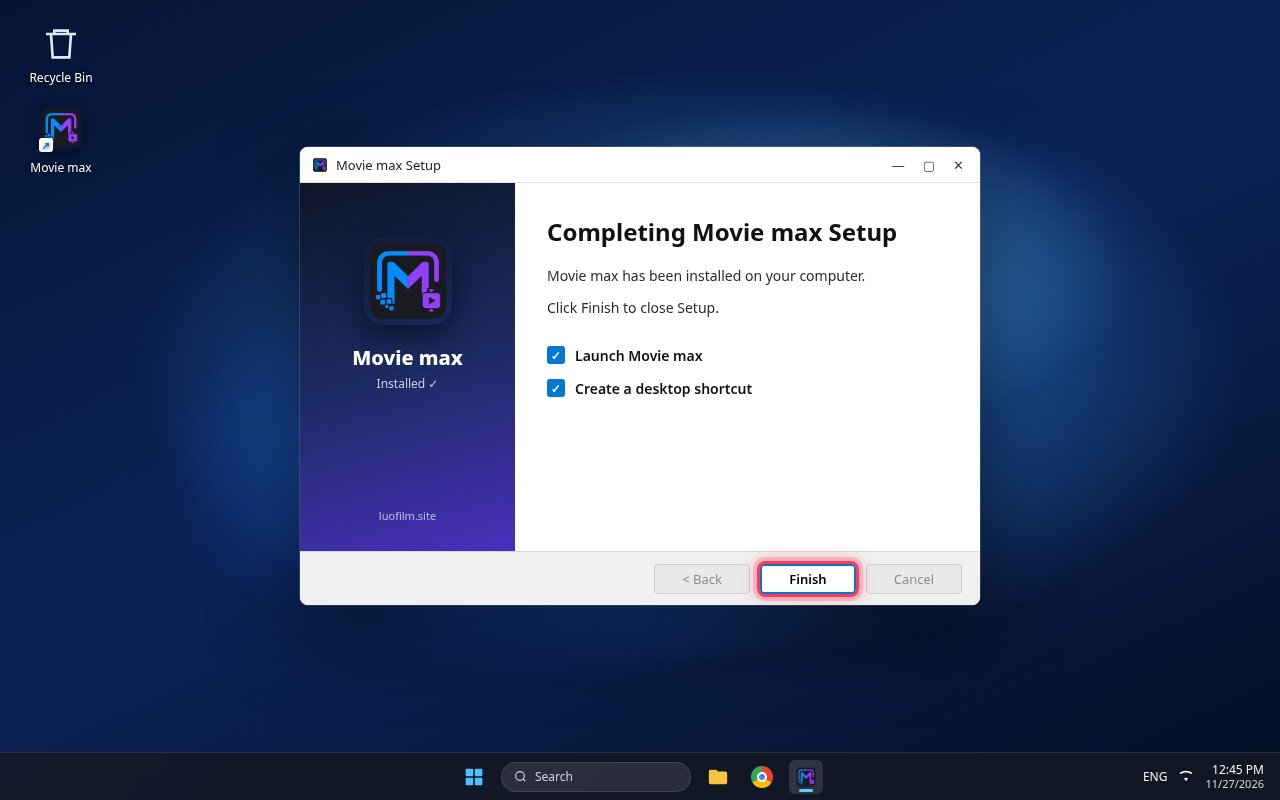 Recycle Bin
Movie max
Movie max Setup
Movie max
Installed ✓
luofilm.site
Completing Movie max Setup
Movie max has been installed on your computer.
Click Finish to close Setup.
Launch Movie max
Create a desktop shortcut
< Back
Finish
Cancel
Search
ENG
12:45 PM
11/27/2026